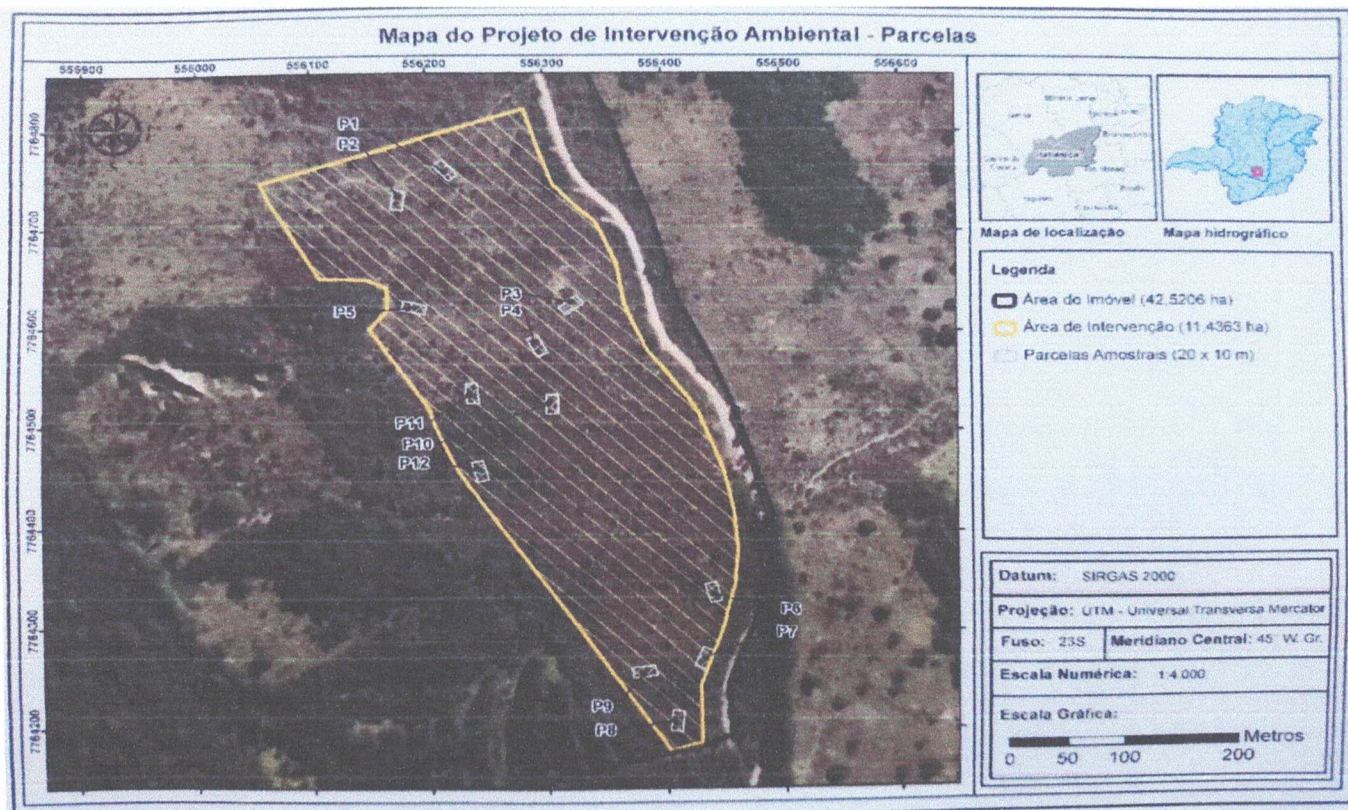 Mapa do Projeto de Intervenção Ambiental - Parcelas
555900 556000 556100 556200 556300 556400 556500 556600
7764800
7764700
7764600
7764500
7764400
7764300
7764200
P1
P2
P3
P4
P5
P11
P10
P12
P6
P7
P9
P8
Mapa de localização
Mapa hidrográfico
Legenda
Área do Imóvel (42,5206 ha)
Área de Intervenção (11,4363 ha)
Parcelas Amostrais (20 x 10 m)
Datum: SIRGAS 2000
Projeção: UTM - Universal Transversa Mercator
Fuso: 23S Meridiano Central: 45° W. Gr.
Escala Numérica: 1:4.000
Escala Gráfica:
Metros
0 50 100 200